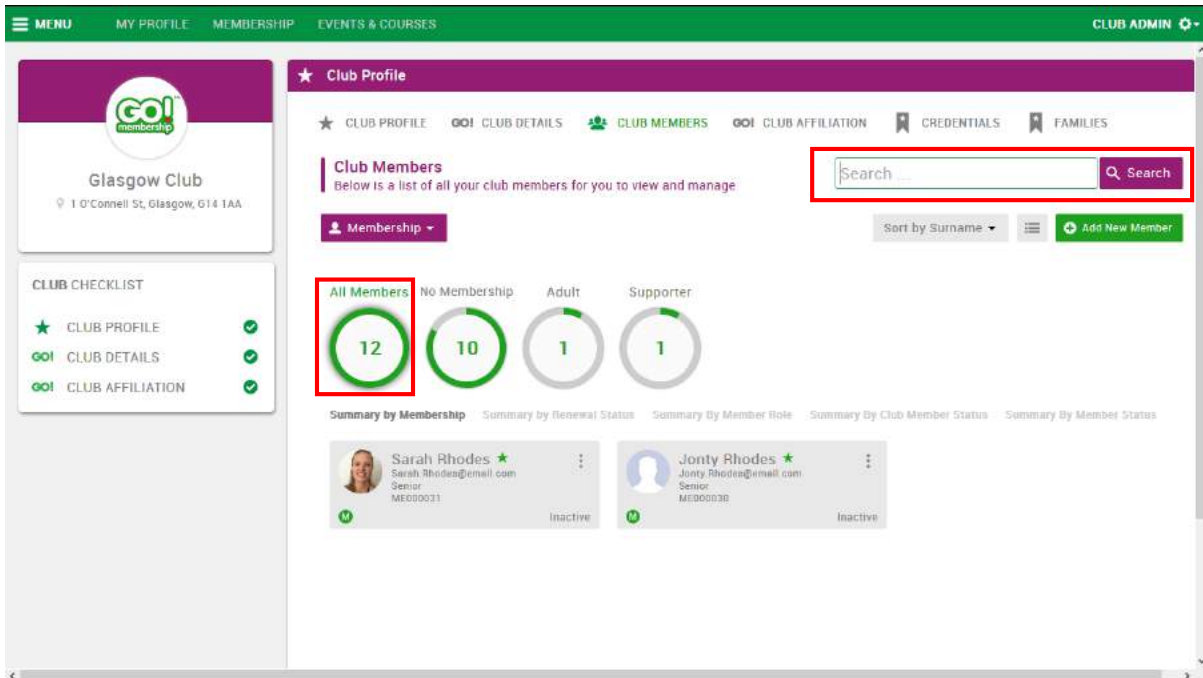 MENU MY PROFILE MEMBERSHIP EVENTS & COURSES CLUB ADMIN
GO!
membership
Glasgow Club
1 O'Connell St, Glasgow, G14 1AA
CLUB CHECKLIST
CLUB PROFILE
GO! CLUB DETAILS
GO! CLUB AFFILIATION
Club Profile
CLUB PROFILE GO! CLUB DETAILS CLUB MEMBERS GO! CLUB AFFILIATION CREDENTIALS FAMILIES
Club Members
Below is a list of all your club members for you to view and manage
Search ... Search
Membership Sort by Surname Add New Member
All Members No Membership Adult Supporter
12 10 1 1
Summary by Membership Summary by Renewal Status Summary By Member Role Summary By Club Member Status Summary By Member Status
Sarah Rhodes
Sarah.Rhodes@email.com
Senior
ME000031
M Inactive
Jonty Rhodes
Jonty.Rhodes@email.com
Senior
ME000030
M Inactive